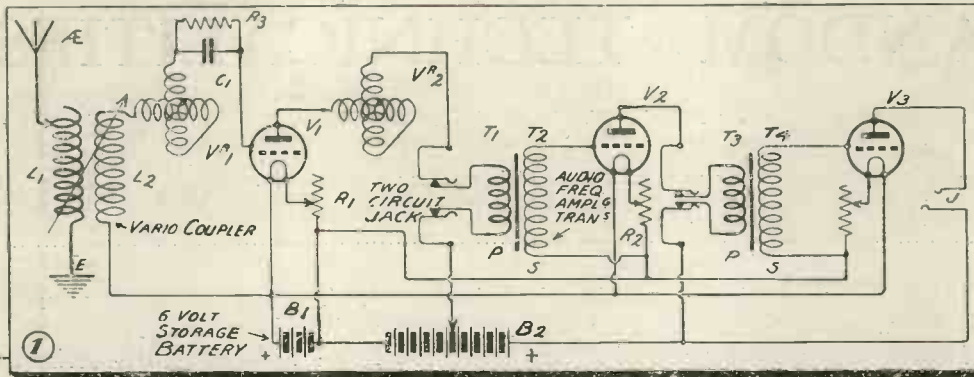 Æ
R3
C1
VR1
L1
L2
VARIO COUPLER
E
V1
VR2
R1
TWO
CIRCUIT
JACK
T1
T2
P
S
AUDIO
FREQ
AMPLG
TRANS
V2
R2
T3
T4
P
S
V3
J
6 VOLT
STORAGE
BATTERY
+
B1
B2
+
1